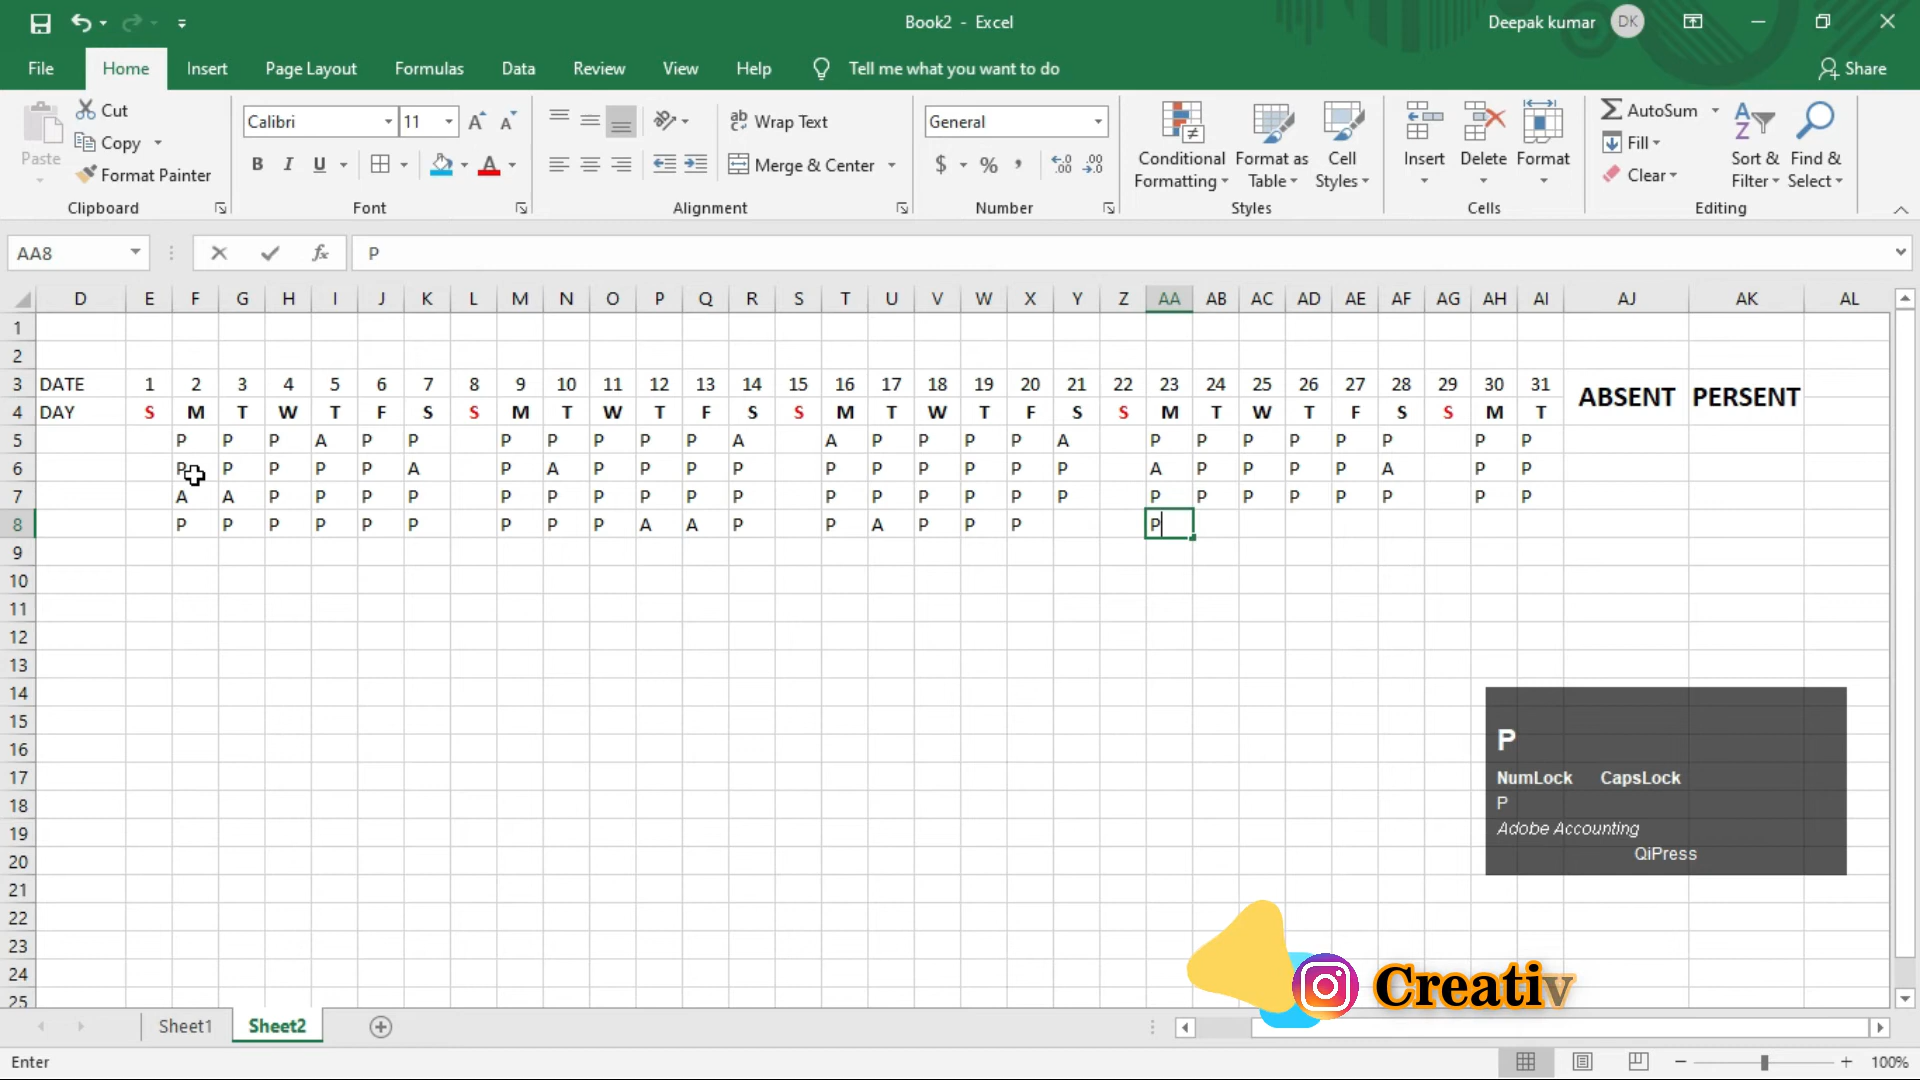 Book2 - Excel
Deepak kumar DK
File Home Insert Page Layout Formulas Data Review View Help Tell me what you want to do Share
Paste Cut Copy Format Painter Clipboard
Calibri 11 A A B I U A Font
ab Wrap Text Merge & Center Alignment
General $ % , Number
Conditional Formatting Format as Table Cell Styles Styles
Insert Delete Format Cells
AutoSum Fill Clear Sort & Filter Find & Select Editing
AA8 fx P
D E F G H I J K L M N O P Q R S T U V W X Y Z AA AB AC AD AE AF AG AH AI AJ AK AL
1
2
3 DATE 1 2 3 4 5 6 7 8 9 10 11 12 13 14 15 16 17 18 19 20 21 22 23 24 25 26 27 28 29 30 31 ABSENT PERSENT
4 DAY S M T W T F S S M T W T F S S M T W T F S S M T W T F S S M T
5 P P P A P P P P P P P A A P P P P A P P P P P P P P
6 P P P P P A P A P P P P P P P P P P A P P P P A P P
7 A A P P P P P P P P P P P P P P P P P P P P P P P P
8 P P P P P P P P P A A P P A P P P P
9
10
11
12
13
14
15
16
17
18
19
20
21
22
23
24
25
P
NumLock CapsLock
P
Adobe Accounting
QiPress
Creativ
Sheet1 Sheet2
Enter 100%